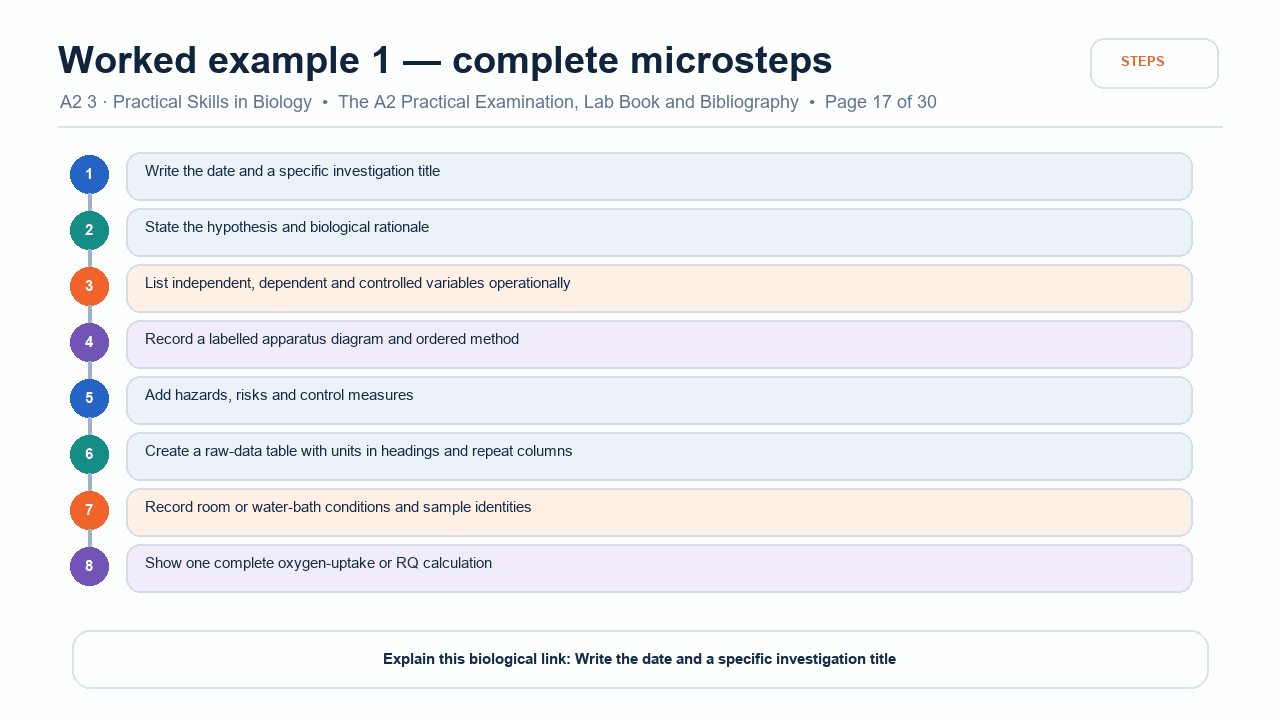 Worked example 1 — complete microsteps
STEPS
A2 3 · Practical Skills in Biology • The A2 Practical Examination, Lab Book and Bibliography • Page 17 of 30
1 Write the date and a specific investigation title
2 State the hypothesis and biological rationale
3 List independent, dependent and controlled variables operationally
4 Record a labelled apparatus diagram and ordered method
5 Add hazards, risks and control measures
6 Create a raw-data table with units in headings and repeat columns
7 Record room or water-bath conditions and sample identities
8 Show one complete oxygen-uptake or RQ calculation
Explain this biological link: Write the date and a specific investigation title